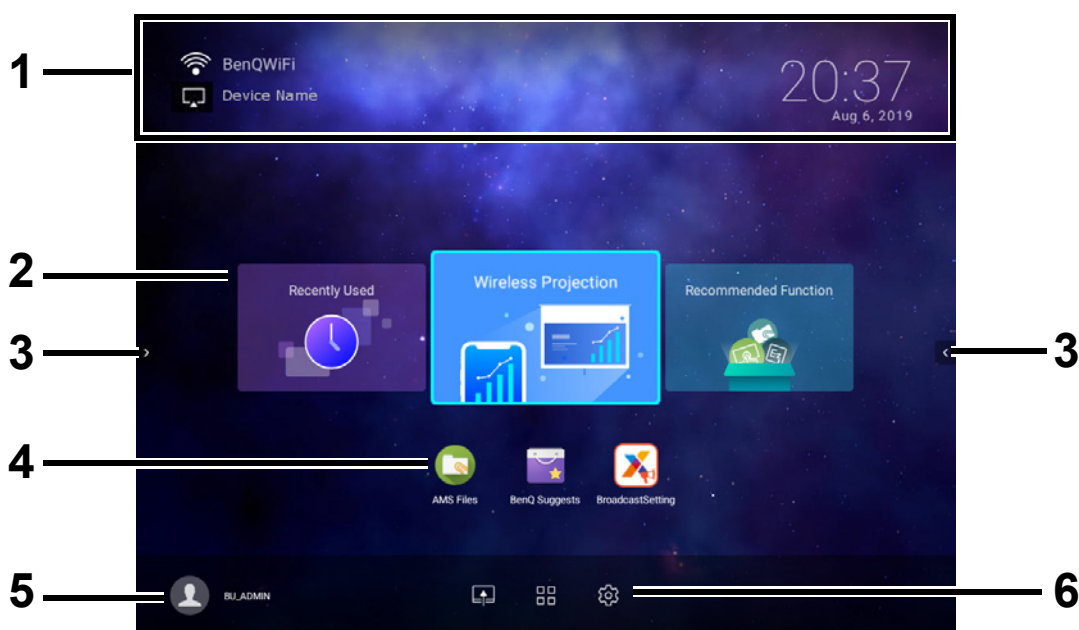 1
BenQWiFi
Device Name
20:37
Aug 6, 2019
2
Recently Used
Wireless Projection
Recommended Function
3
3
4
AMS Files
BenQ Suggests
BroadcastSetting
5
BU_ADMIN
6